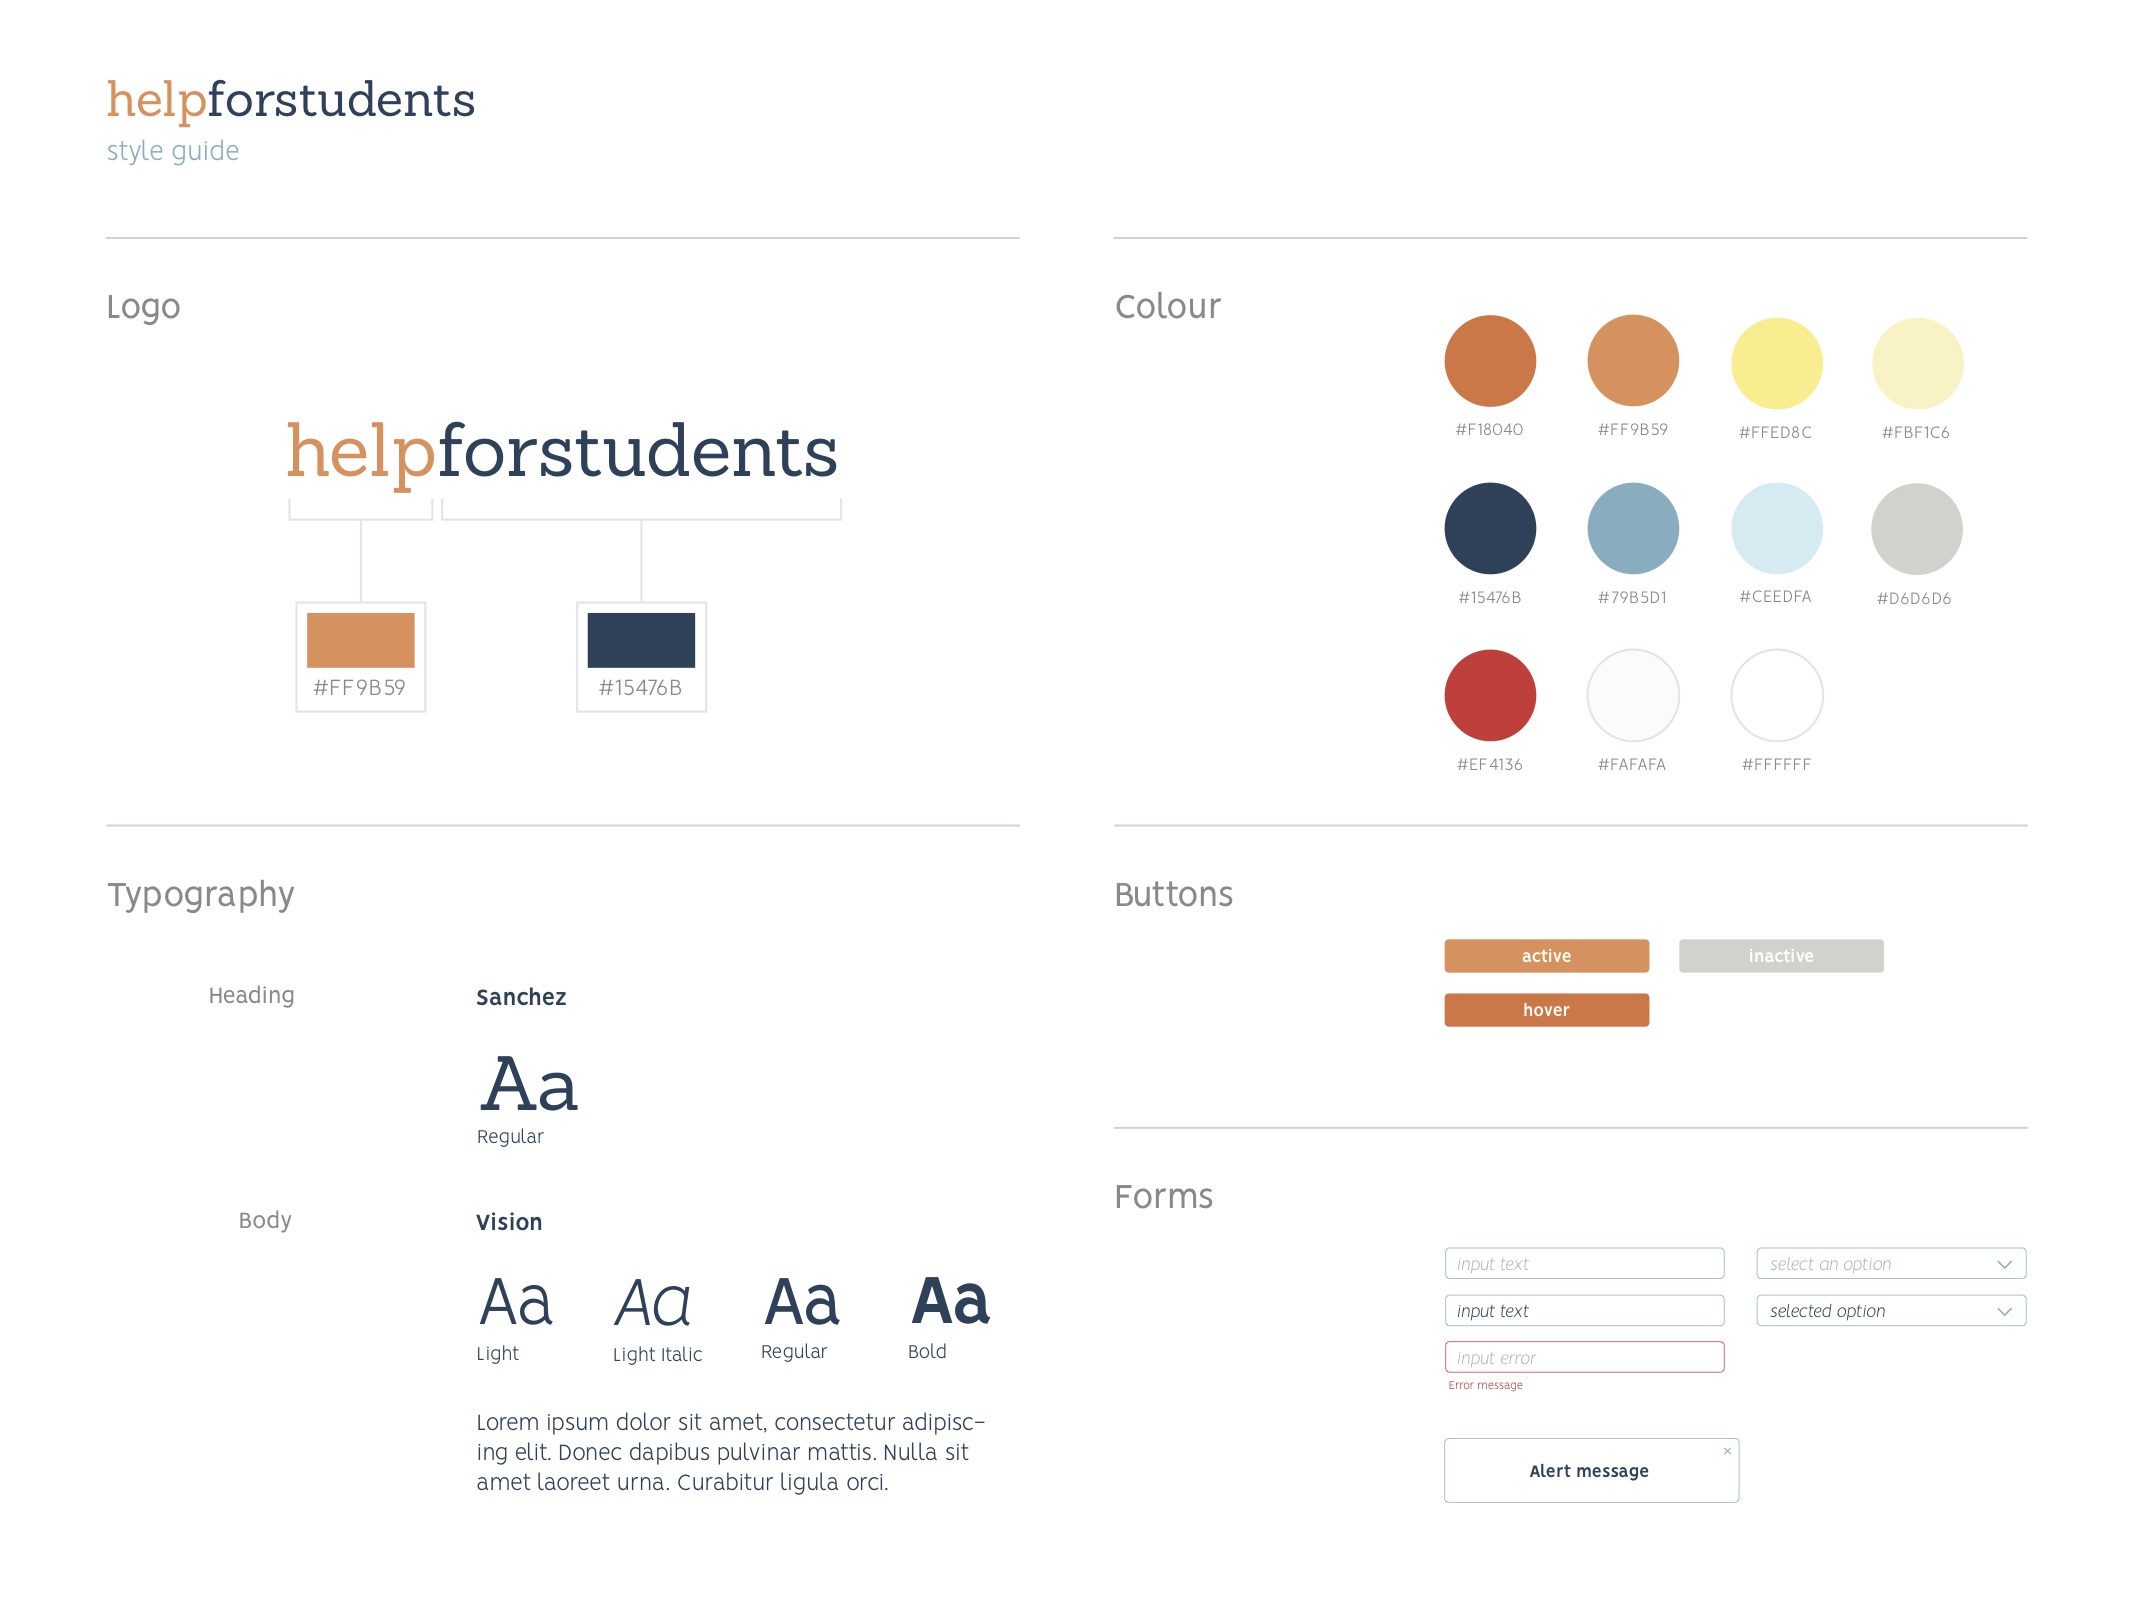 helpforstudents
style guide
Logo
helpforstudents
#FF9B59
#15476B
Colour
#F18040
#FF9B59
#FFED8C
#FBF1C6
#15476B
#79B5D1
#CEEDFA
#D6D6D6
#EF4136
#FAFAFA
#FFFFFF
Typography
Heading
Sanchez
Aa
Regular
Body
Vision
Aa
Aa
Aa
Aa
Light
Light Italic
Regular
Bold
Lorem ipsum dolor sit amet, consectetur adipisc-
ing elit. Donec dapibus pulvinar mattis. Nulla sit
amet laoreet urna. Curabitur ligula orci.
Buttons
active
inactive
hover
Forms
input text
select an option
input text
selected option
input error
Error message
×
Alert message